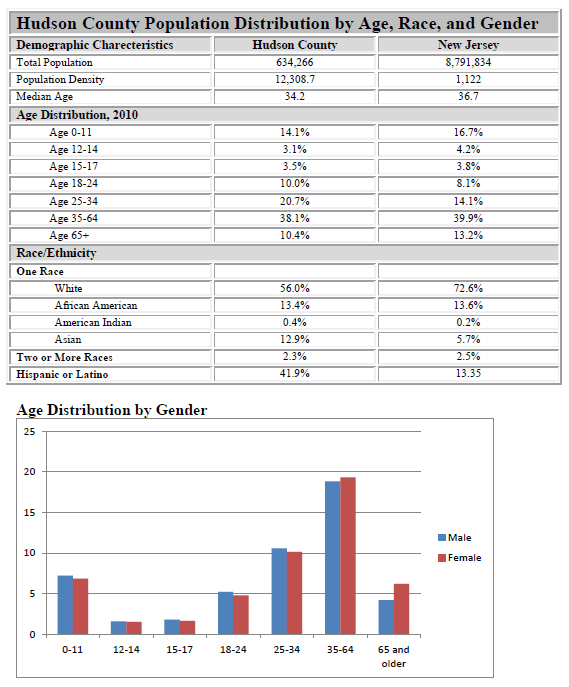 Hudson County Population Distribution by Age, Race, and Gender
Demographic Charecteristics Hudson County New Jersey
Total Population 634,266 8,791,834
Population Density 12,308.7 1,122
Median Age 34.2 36.7
Age Distribution, 2010
Age 0-11 14.1% 16.7%
Age 12-14 3.1% 4.2%
Age 15-17 3.5% 3.8%
Age 18-24 10.0% 8.1%
Age 25-34 20.7% 14.1%
Age 35-64 38.1% 39.9%
Age 65+ 10.4% 13.2%
Race/Ethnicity
One Race
White 56.0% 72.6%
African American 13.4% 13.6%
American Indian 0.4% 0.2%
Asian 12.9% 5.7%
Two or More Races 2.3% 2.5%
Hispanic or Latino 41.9% 13.35
Age Distribution by Gender
25
20
15
10
5
0
Male
Female
0-11 12-14 15-17 18-24 25-34 35-64 65 and
older